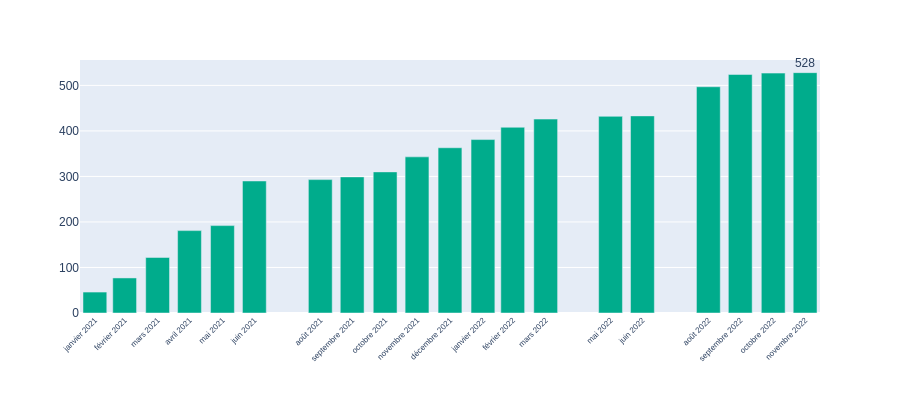 528
500
400
300
200
100
0
janvier 2021
février 2021
mars 2021
avril 2021
mai 2021
juin 2021
août 2021
septembre 2021
octobre 2021
novembre 2021
décembre 2021
janvier 2022
février 2022
mars 2022
mai 2022
juin 2022
août 2022
septembre 2022
octobre 2022
novembre 2022